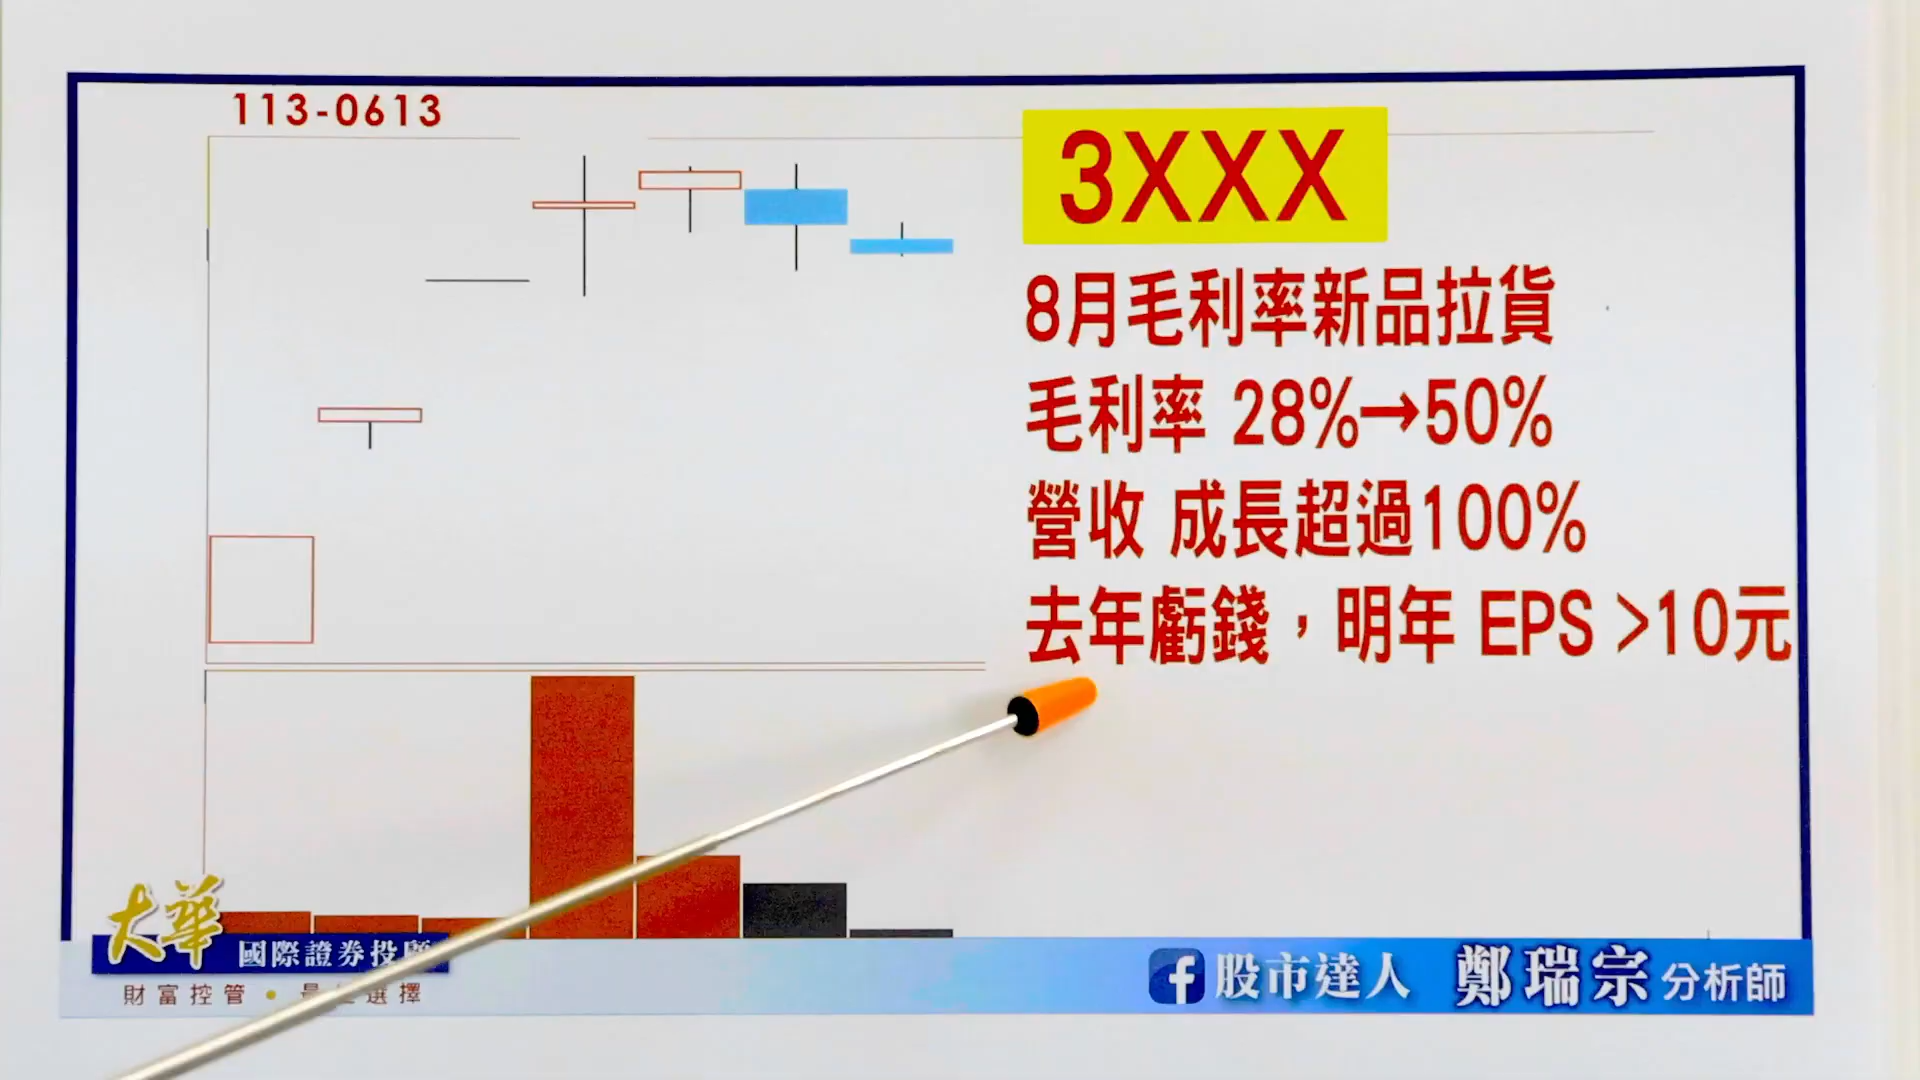 113-0613
3XXX
8月毛利率新品拉貨
毛利率 28%→50%
營收 成長超過100%
去年虧錢，明年 EPS >10元
大華
國際證券投顧
財富控管・最佳選擇
股市達人 鄭瑞宗 分析師